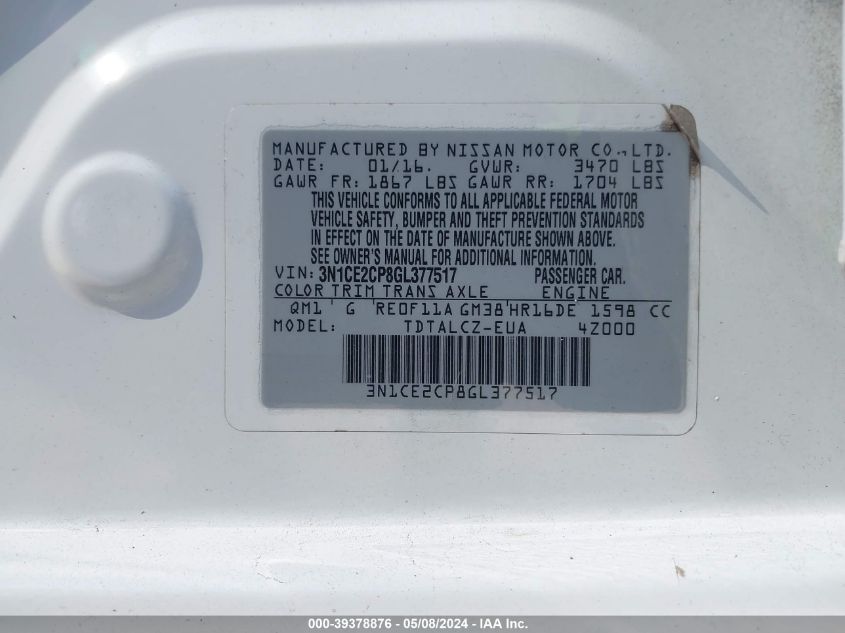 MANUFACTURED BY NISSAN MOTOR CO.,LTD.
DATE: 01/16. GVWR: 3470 LBS
GAWR FR: 1867 LBS GAWR RR: 1704 LBS
THIS VEHICLE CONFORMS TO ALL APPLICABLE FEDERAL MOTOR
VEHICLE SAFETY, BUMPER AND THEFT PREVENTION STANDARDS
IN EFFECT ON THE DATE OF MANUFACTURE SHOWN ABOVE.
SEE OWNER'S MANUAL FOR ADDITIONAL INFORMATION.
VIN: 3N1CE2CP8GL377517 PASSENGER CAR.
COLOR TRIM TRANS AXLE ENGINE
QM1 ' G ' RE0F11A GM38 ' HR16DE 1598 CC
MODEL: TDTALCZ-EUA 4Z000
3N1CE2CP8GL377517
000-39378876 - 05/08/2024 - IAA Inc.